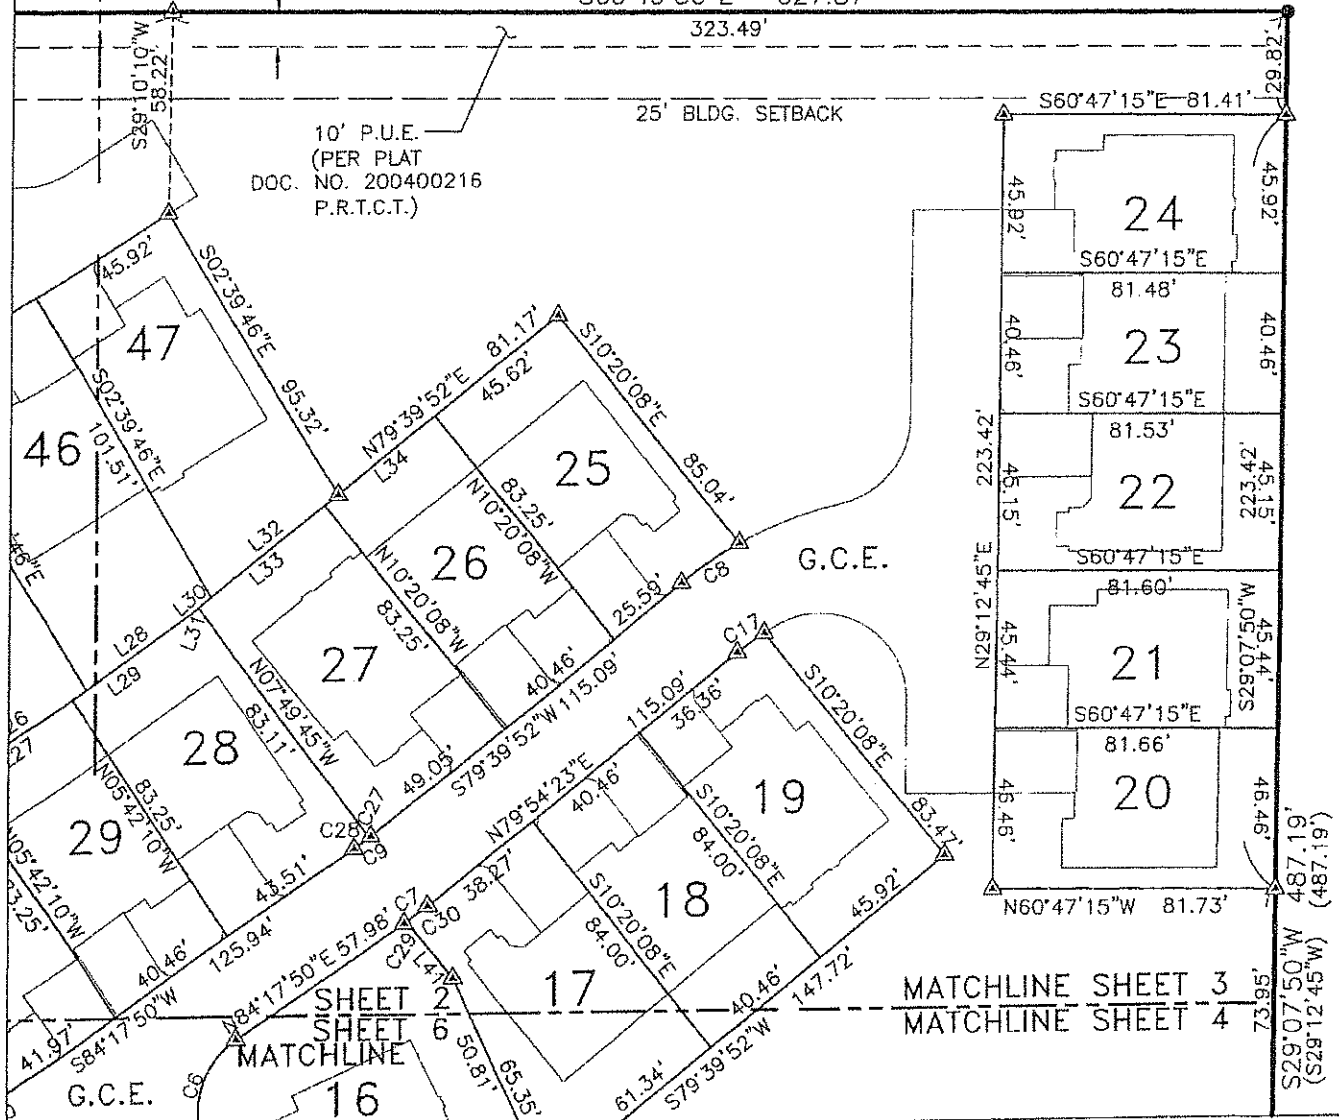 323.49'
28.62'
S29°10'01"W
58.22'
10' P.U.E.
(PER PLAT
DOC. NO. 200400216
P.R.T.C.T.)
25' BLDG. SETBACK
S60°47'15"E 81.41'
45.92'
24
45.92'
S60°47'15"E
81.48'
40.46'
23
40.46'
S60°47'15"E
81.53'
223.42'
45.15'
22
223.42'
45.15'
S60°47'15"E
81.60'
N29°12'45"E
45.44'
21
S29°07'50"W
45.44'
S60°47'15"E
81.66'
46.46'
20
46.46'
N60°47'15"W 81.73'
487.19'
(487.19')
S29°07'50"W
(S29°12'45"W)
73.95'
45.92'
47
S02°39'46"E
95.32'
S02°39'46"E
101.51'
46
46"E
81.17'
N79°39'52"E
45.62'
L34
S10°20'08"E
85.04'
25
83.25'
N10°20'08"W
26
N10°20'08"W
83.25'
L32
L33
L30
L31
L28
L29
26
27
C8
G.C.E.
25.59'
40.46'
S79°39'52"W 115.09'
49.05'
27
N07°49'45"W
83.11'
28
C27
C28
C9
43.51'
N05°42'10"W
83.25'
29
N05°42'10"W
83.25'
40.46'
125.94'
S84°17'50"W
41.97'
C17
115.09'
36.36'
N79°54'23"E
40.46'
38.27'
S10°20'08"E
83.47'
19
S10°20'08"E
84.00'
18
45.92'
S10°20'08"E
84.00'
17
40.46'
147.72'
S79°39'52"W
61.34'
C7
C30
C29
L41
N84°17'50"E 57.98'
SHEET 2
SHEET 6
MATCHLINE
MATCHLINE SHEET 3
MATCHLINE SHEET 4
50.81'
65.35'
C6
16
G.C.E.